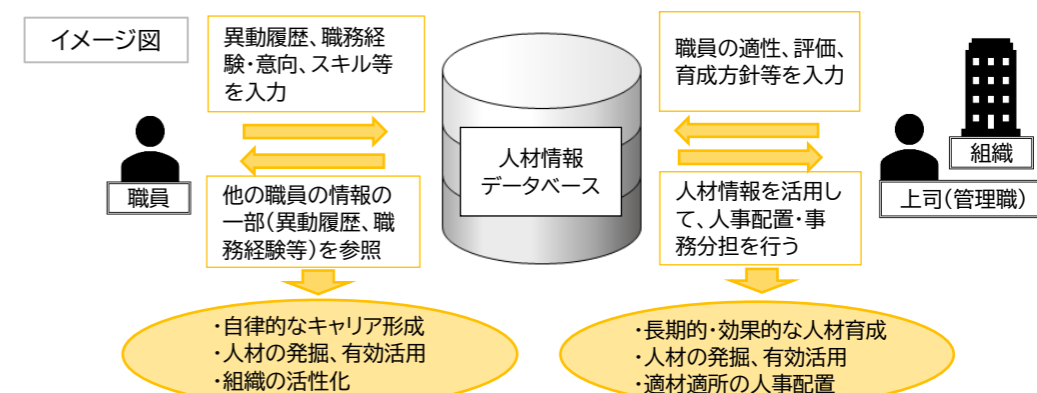 イメージ図
異動履歴、職務経
験・意向、スキル等
を入力
職員
他の職員の情報の
一部(異動履歴、職
務経験等)を参照
・自律的なキャリア形成
・人材の発掘、有効活用
・組織の活性化
人材情報
データベース
職員の適性、評価、
育成方針等を入力
組織
上司(管理職)
人材情報を活用し
て、人事配置・事
務分担を行う
・長期的・効果的な人材育成
・人材の発掘、有効活用
・適材適所の人事配置